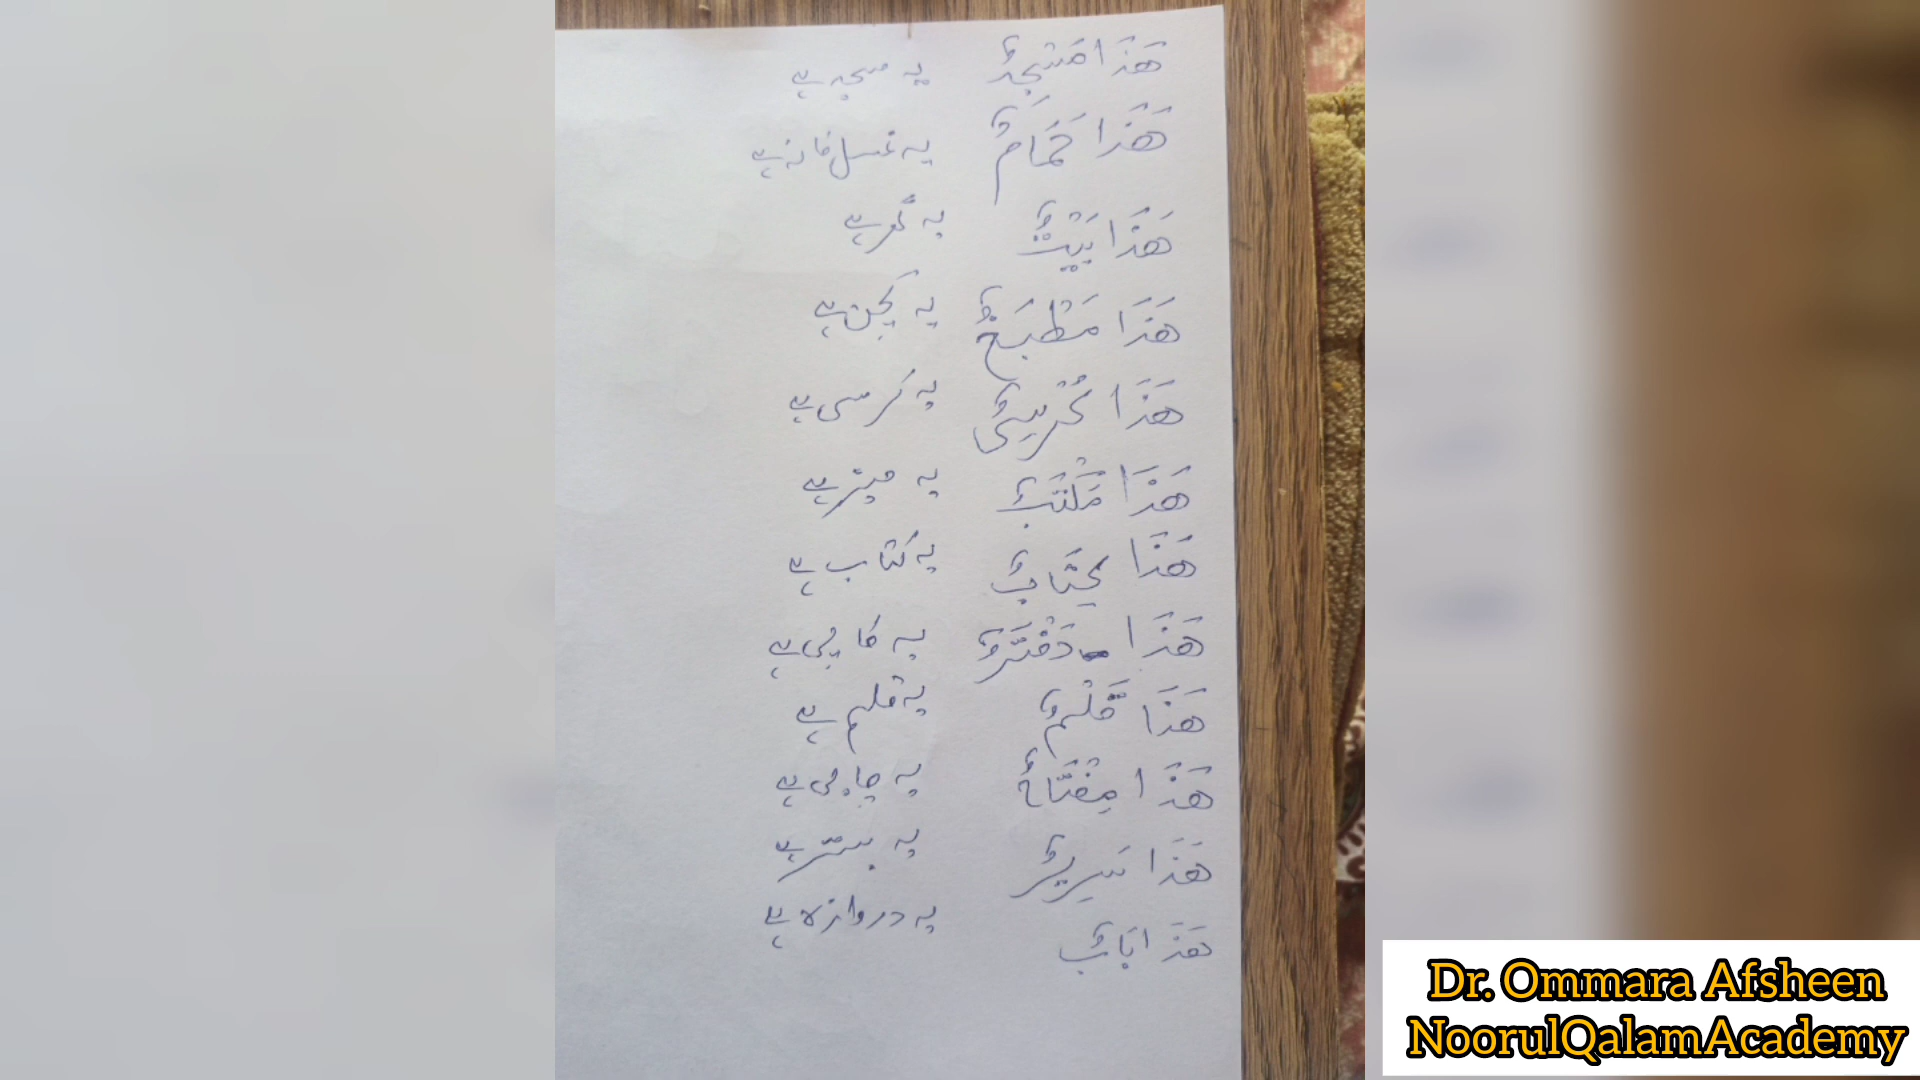 هَذَا مَسْجِدٌ یہ مسجد ہے
هَذَا حَمَامٌ یہ غسل خانہ ہے
هَذَا بَيْتٌ یہ گھر ہے
هَذَا مَطْبَخٌ یہ کچن ہے
هَذَا كُرْسِيٌ یہ کرسی ہے
هَذَا مَكْتَبٌ یہ میز ہے
هَذَا كِتَابٌ یہ کتاب ہے
هَذَا دَفْتَرٌ یہ کاپی ہے
هَذَا قَلَمٌ یہ قلم ہے
هَذَا مِفْتَاحٌ یہ چابی ہے
هَذَا سَرِيرٌ یہ بستر ہے
هَذَا بَابٌ یہ دروازہ ہے
Dr. Ommara Afsheen
NoorulQalamAcademy